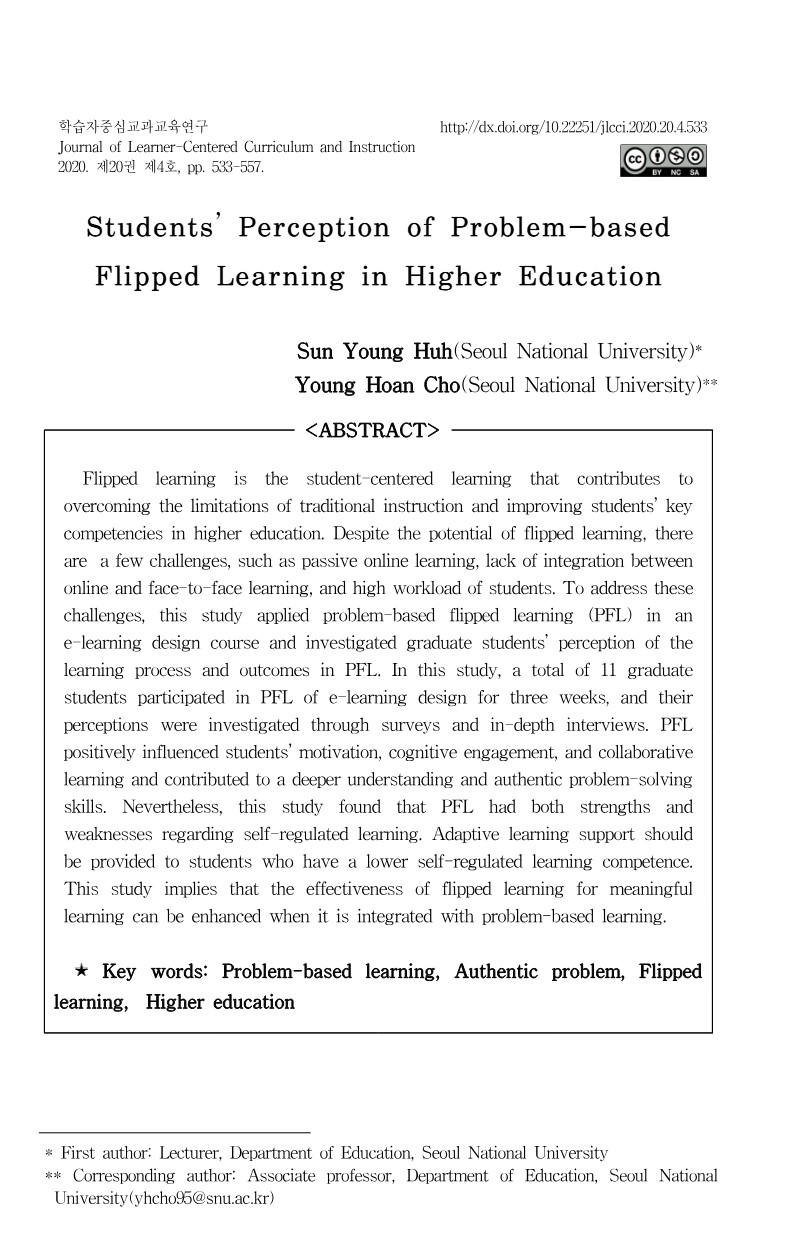 학습자중심교과교육연구
http://dx.doi.org/10.22251/jlcci.2020.20.4.533
Journal of Learner-Centered Curriculum and Instruction
2020. 제20권 제4호, pp. 533-557.
cc
BY NC SA
Students' Perception of Problem-based
Flipped Learning in Higher Education
Sun Young Huh(Seoul National University)*
Young Hoan Cho(Seoul National University)**
<ABSTRACT>
Flipped learning is the student-centered learning that contributes to
overcoming the limitations of traditional instruction and improving students' key
competencies in higher education. Despite the potential of flipped learning, there
are a few challenges, such as passive online learning, lack of integration between
online and face-to-face learning, and high workload of students. To address these
challenges, this study applied problem-based flipped learning (PFL) in an
e-learning design course and investigated graduate students' perception of the
learning process and outcomes in PFL. In this study, a total of 11 graduate
students participated in PFL of e-learning design for three weeks, and their
perceptions were investigated through surveys and in-depth interviews. PFL
positively influenced students' motivation, cognitive engagement, and collaborative
learning and contributed to a deeper understanding and authentic problem-solving
skills. Nevertheless, this study found that PFL had both strengths and
weaknesses regarding self-regulated learning. Adaptive learning support should
be provided to students who have a lower self-regulated learning competence.
This study implies that the effectiveness of flipped learning for meaningful
learning can be enhanced when it is integrated with problem-based learning.
★ Key words: Problem-based learning, Authentic problem, Flipped
learning, Higher education
* First author: Lecturer, Department of Education, Seoul National University
** Corresponding author: Associate professor, Department of Education, Seoul National
University(yhcho95@snu.ac.kr)